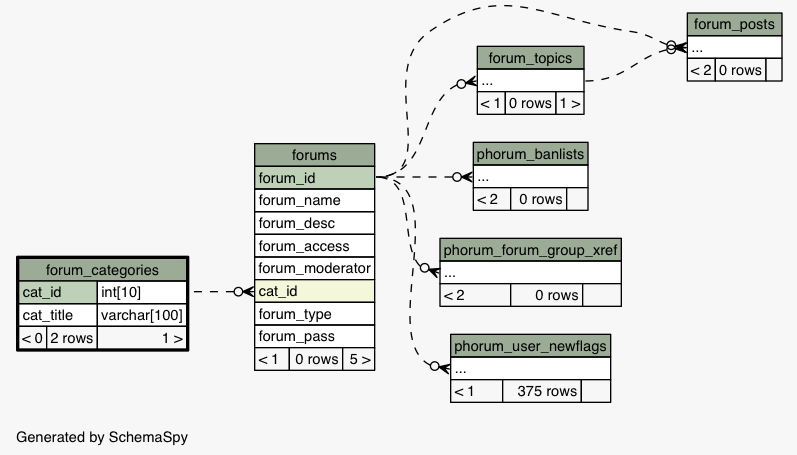 forum_posts
...
< 2 0 rows
forum_topics
...
< 1 0 rows 1 >
forums
forum_id
forum_name
forum_desc
forum_access
forum_moderator
cat_id
forum_type
forum_pass
< 1 0 rows 5 >
phorum_banlists
...
< 2 0 rows
phorum_forum_group_xref
...
< 2 0 rows
forum_categories
cat_id int[10]
cat_title varchar[100]
< 0 2 rows 1 >
phorum_user_newflags
...
< 1 375 rows
Generated by SchemaSpy